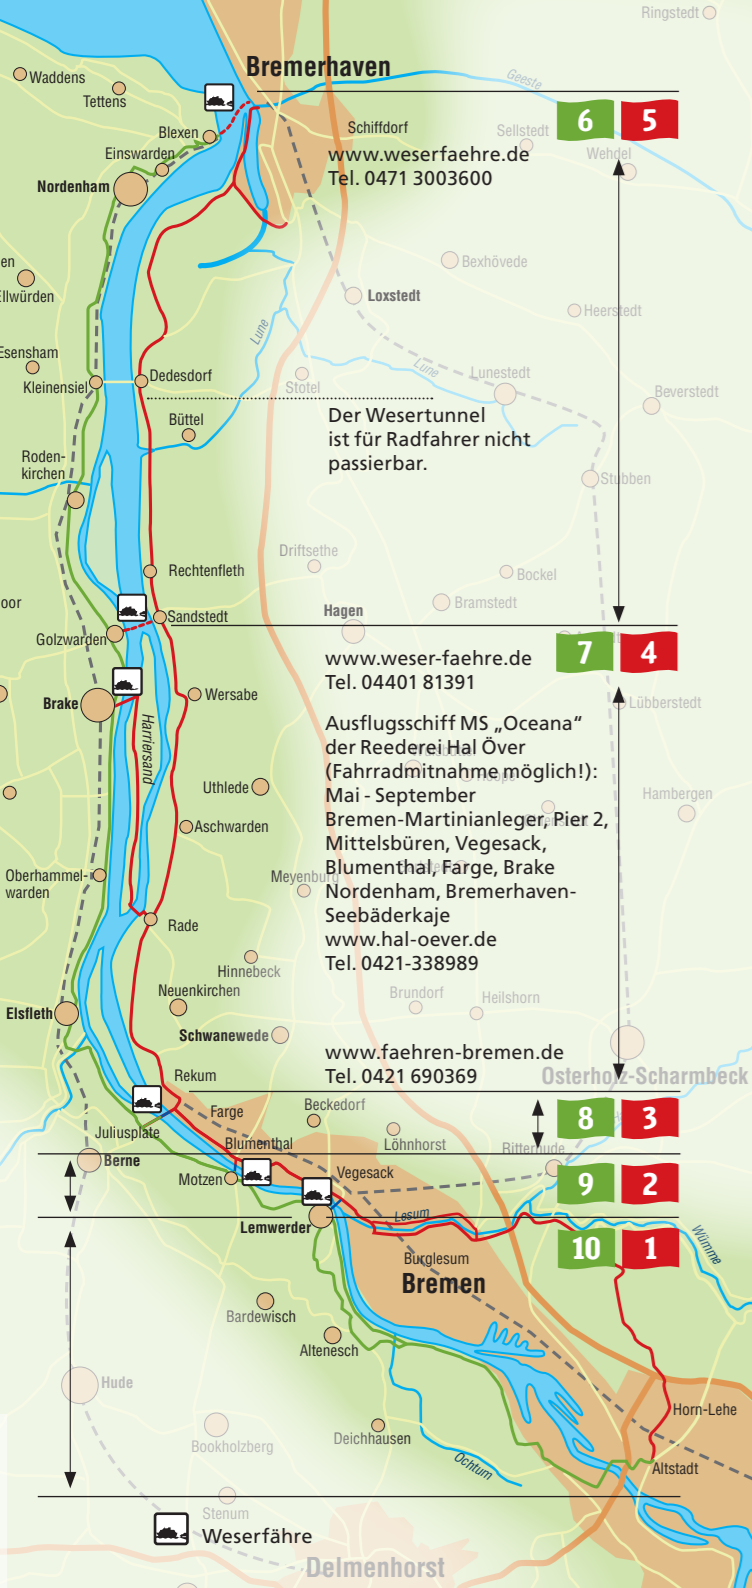 Ringstedt
Bremerhaven
Waddens
Geeste
Tettens
6 5
Blexen
Schiffdorf
Sellstedt
Einswarden
www.weserfaehre.de
Wehdel
Tel. 0471 3003600
Nordenham
en
Bexhövede
Ellwürden
Loxstedt
Heerstedt
Lune
Esensham
Lune
Kleinensiel
Dedesdorf
Stotel
Lunestedt
Beverstedt
Büttel
Der Wesertunnel
ist für Radfahrer nicht
passierbar.
Roden-
kirchen
Stubben
Driftsethe
Rechtenfleth
Bockel
oor
Bramstedt
Hagen
Sandstedt
Golzwarden
7 4
www.weser-faehre.de
Tel. 04401 81391
Wersabe
Brake
Lübberstedt
Harriersand
Ausflugsschiff MS „Oceana“
der Reederei Hal Över
(Fahrradmitnahme möglich!):
Mai - September
Bremen-Martinianleger, Pier 2,
Mittelsbüren, Vegesack,
Blumenthal, Farge, Brake
Nordenham, Bremerhaven-
Seebäderkaje
www.hal-oever.de
Tel. 0421-338989
Uthlede
Hambergen
Aschwarden
Oberhammel-
warden
Meyenburg
Rade
Hinnebeck
Neuenkirchen
Brundorf
Heilshorn
Elsfleth
Schwanewede
www.faehren-bremen.de
Tel. 0421 690369
Osterholz-Scharmbeck
Rekum
Farge
Beckedorf
8 3
Juliusplate
Blumenthal
Löhnhorst
Ritterhude
Berne
Motzen
Vegesack
9 2
Lemwerder
Lesum
Wümme
Burglesum
10 1
Bremen
Bardewisch
Altenesch
Hude
Horn-Lehe
Bookholzberg
Deichhausen
Ochtum
Altstadt
Stenum
Weserfähre
Delmenhorst